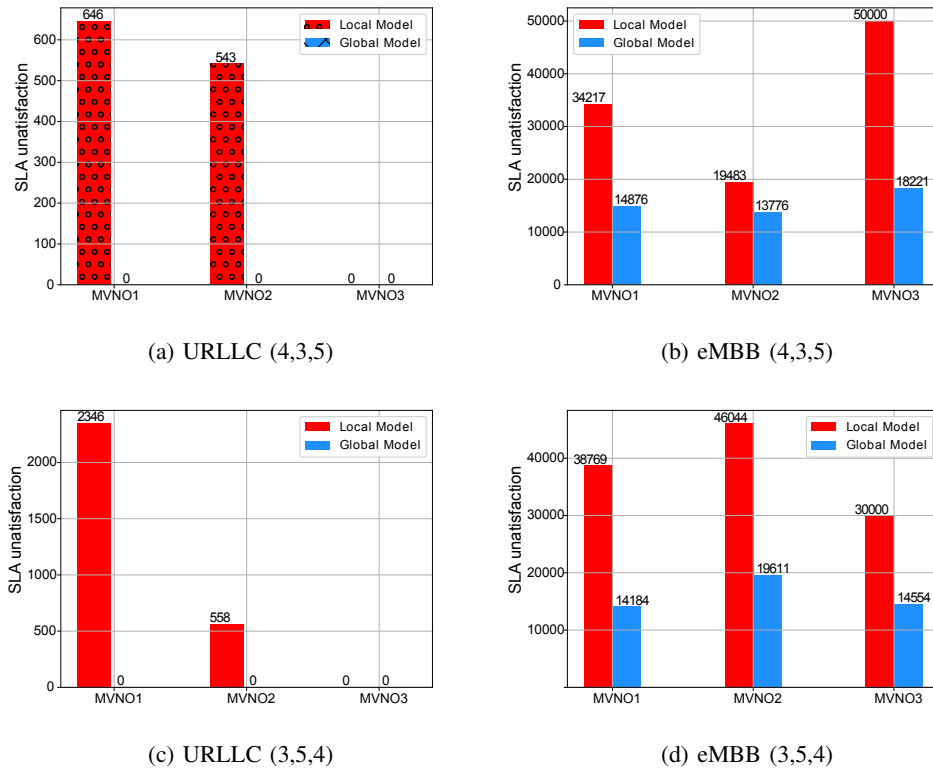 646
543
0
0
0
0
Local Model
Global Model
600
500
400
300
200
100
0
SLA unatisfaction
MVNO1
MVNO2
MVNO3
(a) URLLC (4,3,5)
50000
34217
14876
19483
13776
18221
Local Model
Global Model
50000
40000
30000
20000
10000
0
SLA unatisfaction
MVNO1
MVNO2
MVNO3
(b) eMBB (4,3,5)
2346
0
558
0
0
0
Local Model
Global Model
2000
1500
1000
500
0
SLA unatisfaction
MVNO1
MVNO2
MVNO3
(c) URLLC (3,5,4)
46044
38769
14184
19611
30000
14554
Local Model
Global Model
40000
30000
20000
10000
SLA unatisfaction
MVNO1
MVNO2
MVNO3
(d) eMBB (3,5,4)